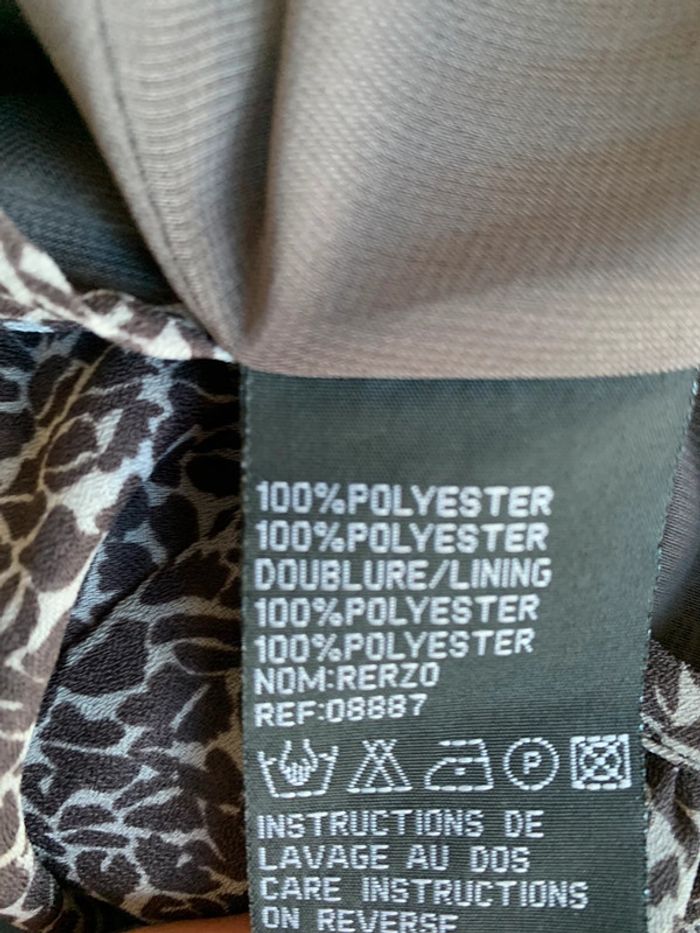 100%POLYESTER
100%POLYESTER
DOUBLURE/LINING
100%POLYESTER
100%POLYESTER
NOM:RERZO
REF:08887
P
INSTRUCTIONS DE
LAVAGE AU DOS
CARE INSTRUCTIONS
ON REVERSE